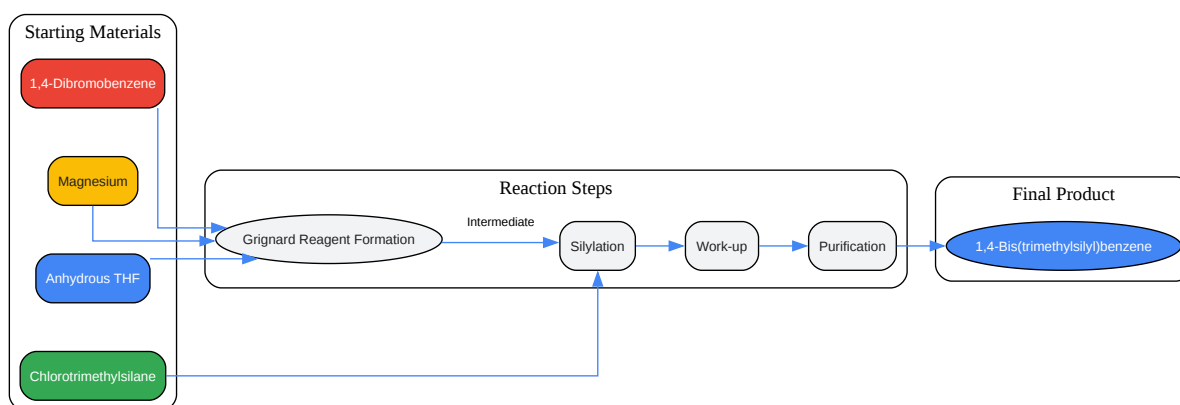 Starting Materials
1,4-Dibromobenzene
Magnesium
Anhydrous THF
Chlorotrimethylsilane
Reaction Steps
Grignard Reagent Formation
Intermediate
Silylation
Work-up
Purification
Final Product
1,4-Bis(trimethylsilyl)benzene